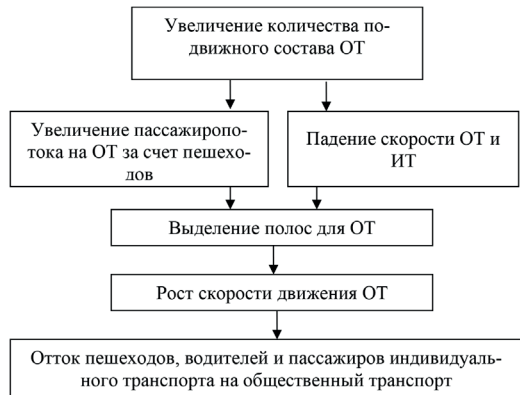 Увеличение количества по-
движного состава ОТ
Увеличение пассажиропо-
тока на ОТ за счет пешехо-
дов
Падение скорости ОТ и
ИТ
Выделение полос для ОТ
Рост скорости движения ОТ
Отток пешеходов, водителей и пассажиров индивидуаль-
ного транспорта на общественный транспорт